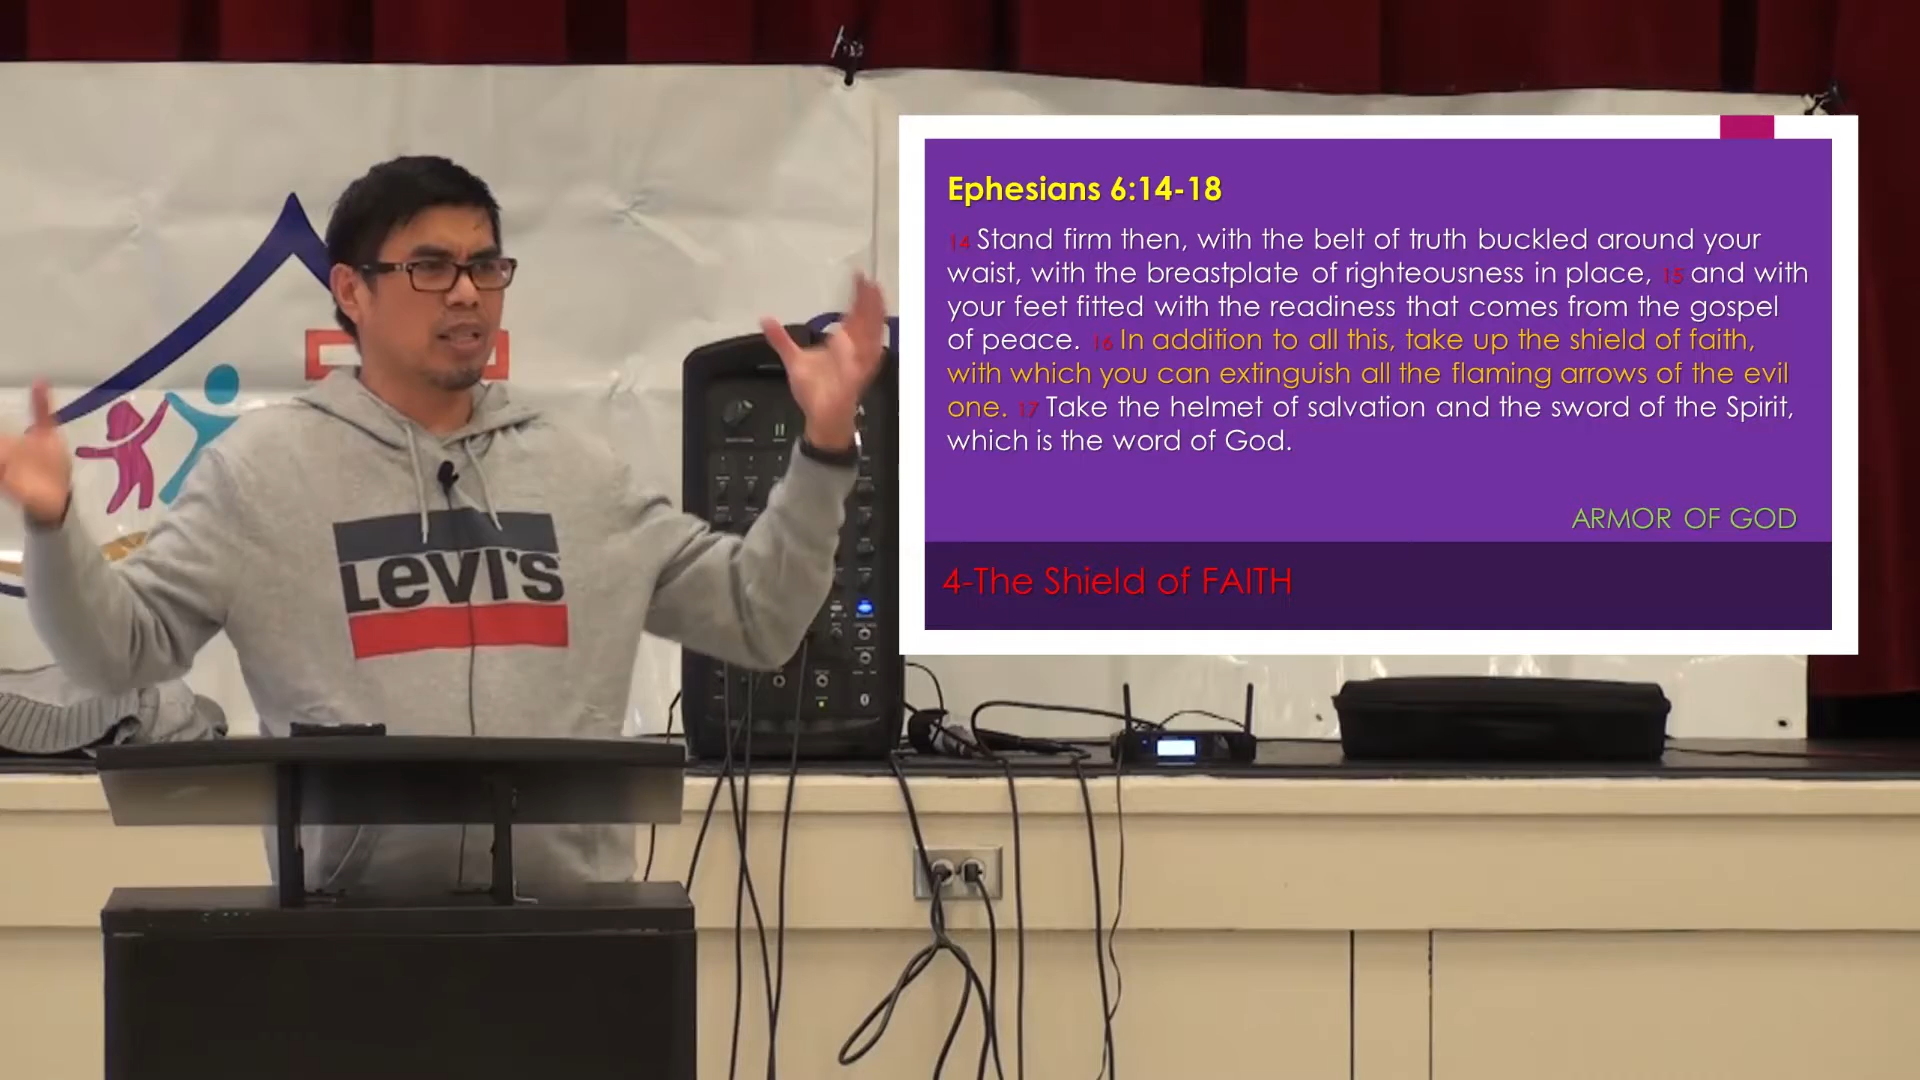 Ephesians 6:14-18
14 Stand firm then, with the belt of truth buckled around your
waist, with the breastplate of righteousness in place, 15 and with
your feet fitted with the readiness that comes from the gospel
of peace. 16 In addition to all this, take up the shield of faith,
with which you can extinguish all the flaming arrows of the evil
one. 17 Take the helmet of salvation and the sword of the Spirit,
which is the word of God.
ARMOR OF GOD
4-The Shield of FAITH
LEVI'S